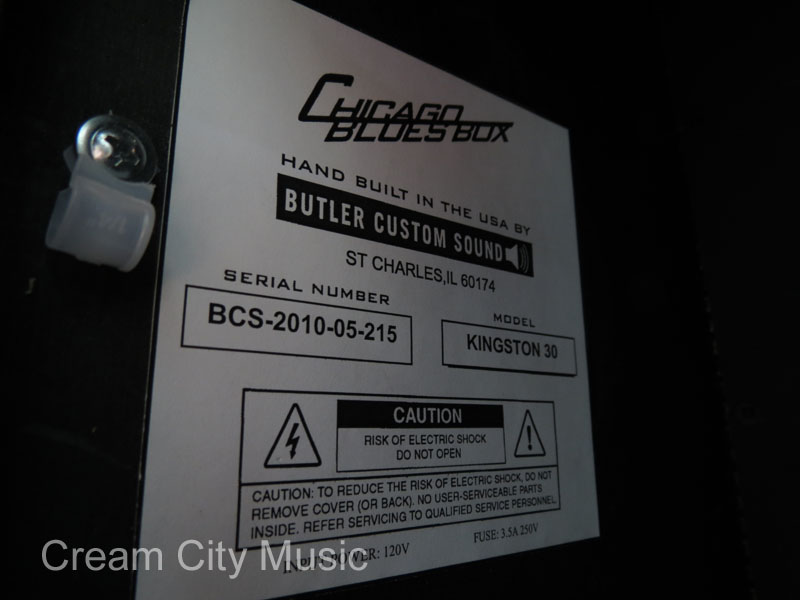 CHICAGO
BLUES BOX
HAND BUILT IN THE USA BY
BUTLER CUSTOM SOUND
ST CHARLES,IL 60174
SERIAL NUMBER
BCS-2010-05-215
MODEL
KINGSTON 30
CAUTION
RISK OF ELECTRIC SHOCK
DO NOT OPEN
CAUTION: TO REDUCE THE RISK OF ELECTRIC SHOCK, DO NOT
REMOVE COVER (OR BACK). NO USER-SERVICEABLE PARTS
INSIDE. REFER SERVICING TO QUALIFIED SERVICE PERSONNEL.
INPUT POWER: 120V
FUSE: 3.5A 250V
Cream City Music